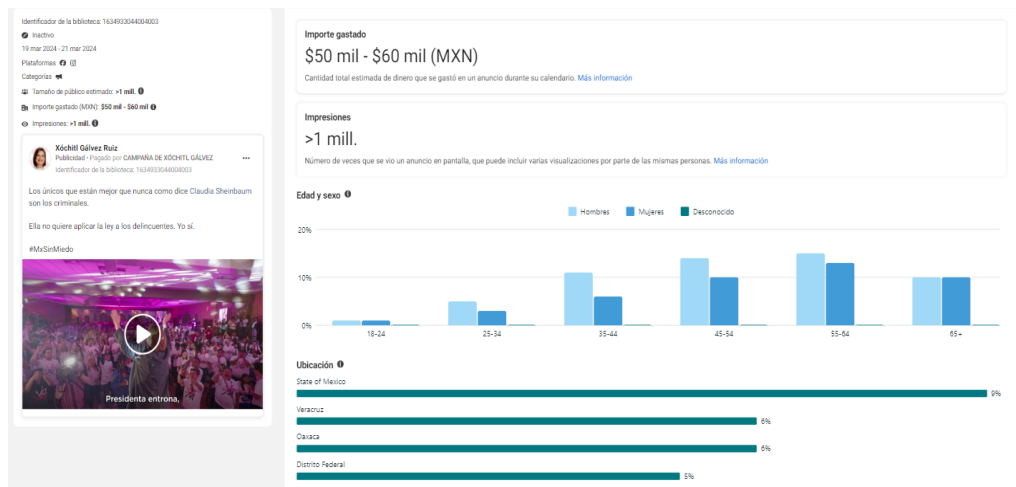 Identificador de la biblioteca: 1634933044004003
Inactivo
19 mar 2024 - 21 mar 2024
Plataformas
Categorías
Tamaño de público estimado: >1 mill.
Importe gastado (MXN): $50 mil - $60 mil
Impresiones: >1 mill.
Xóchitl Gálvez Ruiz
Publicidad • Pagado por CAMPAÑA DE XÓCHITL GÁLVEZ
Identificador de la biblioteca: 1634933044004003
Los únicos que están mejor que nunca como dice Claudia Sheinbaum
son los criminales.
Ella no quiere aplicar la ley a los delincuentes. Yo sí.
#MxSinMiedo
Presidenta entrona,
Importe gastado
$50 mil - $60 mil (MXN)
Cantidad total estimada de dinero que se gastó en un anuncio durante su calendario. Más información
Impresiones
>1 mill.
Número de veces que se vio un anuncio en pantalla, que puede incluir varias visualizaciones por parte de las mismas personas. Más información
Edad y sexo
Hombres Mujeres Desconocido
20%
10%
0%
18-24 25-34 35-44 45-54 55-64 65+
Ubicación
State of Mexico
9%
Veracruz
6%
Oaxaca
6%
Distrito Federal
5%